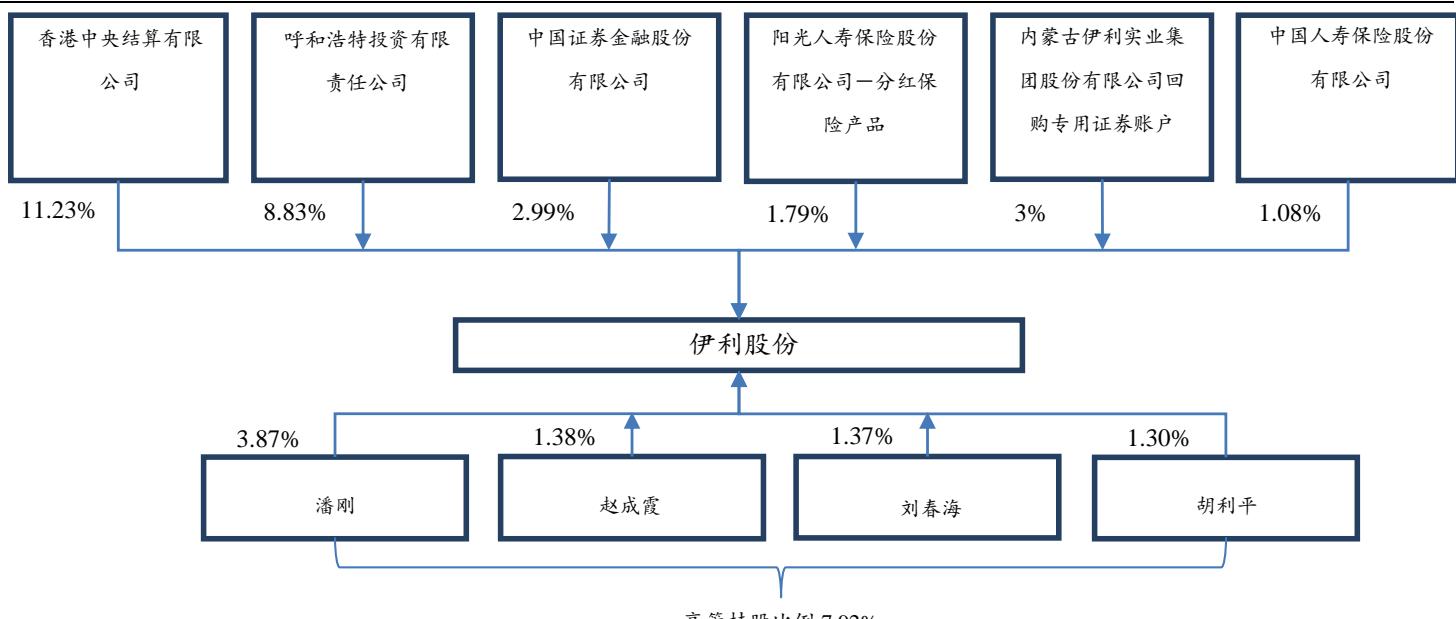 香港中央结算有限
公司
呼和浩特投资有限
责任公司
中国证券金融股份
有限公司
阳光人寿保险股份
有限公司－分红保
险产品
内蒙古伊利实业集
团股份有限公司回
购专用证券账户
中国人寿保险股份
有限公司
11.23%
8.83%
2.99%
1.79%
3%
1.08%
伊利股份
3.87%
1.38%
1.37%
1.30%
潘刚
赵成霞
刘春海
胡利平
高管持股比例 7.92%